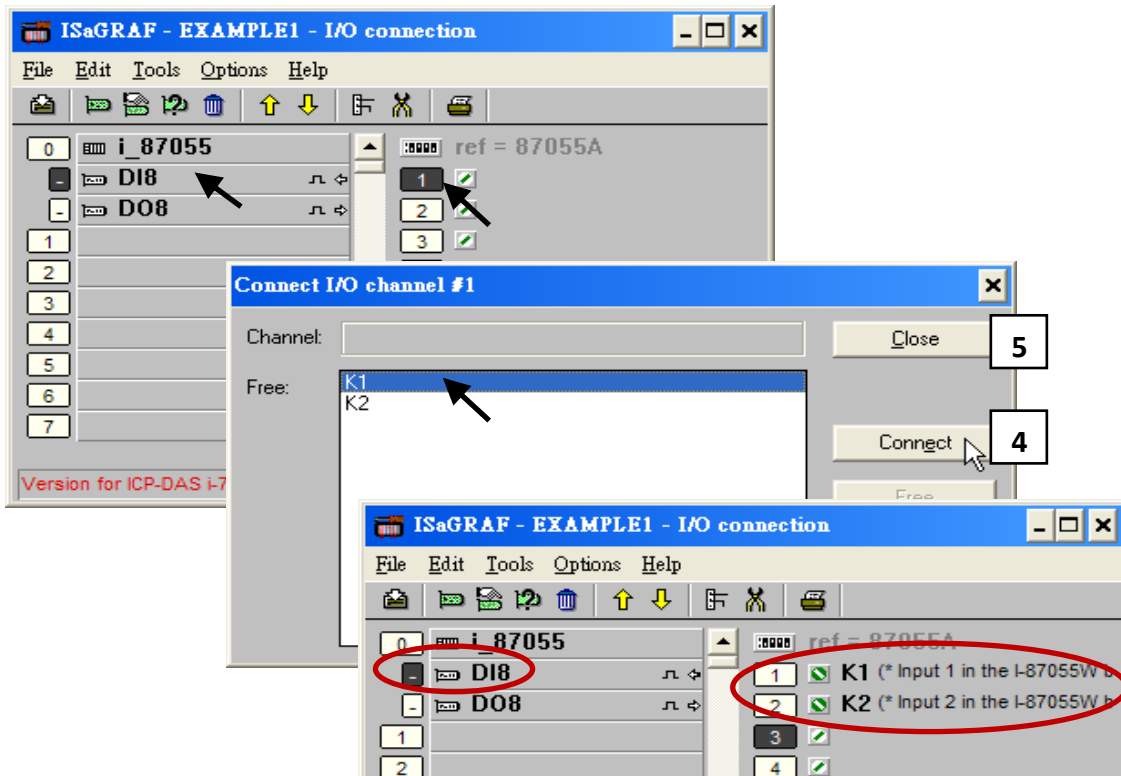 ISaGRAF - EXAMPLE1 - I/O connection
File Edit Tools Options Help
0 i_87055
ref = 87055A
- DI8
1
- DO8
2
1
3
2
3
4
5
6
7
Version for ICP-DAS i-7
Connect I/O channel #1
Channel:
Close
5
Free:
K1
K2
Connect
4
Free
ISaGRAF - EXAMPLE1 - I/O connection
File Edit Tools Options Help
0 i_87055
ref = 87055A
- DI8
1 K1 (* Input 1 in the I-87055W b
- DO8
2 K2 (* Input 2 in the I-87055W b
1
3
2
4